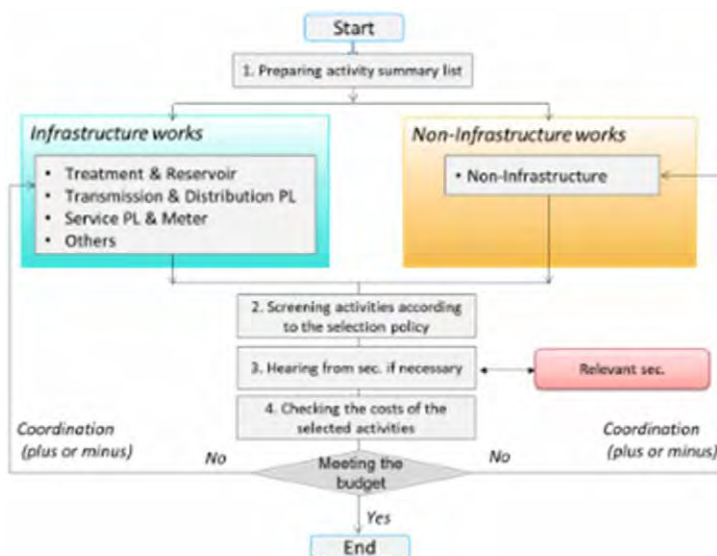 Start
1. Preparing activity summary list
Infrastructure works
Non-Infrastructure works
• Treatment & Reservoir
• Transmission & Distribution PL
• Service PL & Meter
• Others
• Non-Infrastructure
2. Screening activities according
to the selection policy
3. Hearing from sec. if necessary
Relevant sec.
4. Checking the costs of the
selected activities
Coordination
(plus or minus)
Coordination
(plus or minus)
No
Meeting the
budget
No
Yes
End